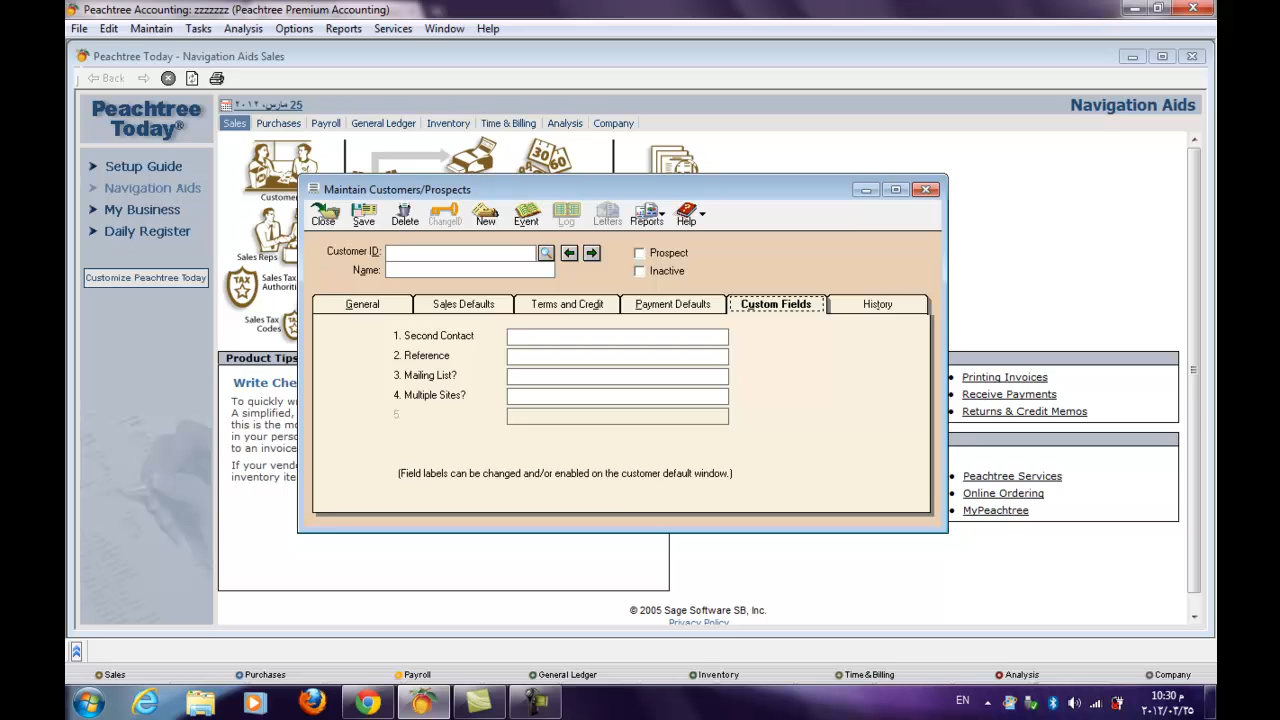 Peachtree Accounting: zzzzzzz (Peachtree Premium Accounting)
File Edit Maintain Tasks Analysis Options Reports Services Window Help
Peachtree Today - Navigation Aids Sales
Back
Peachtree Today®
25 مارس، ٢٠١٢
Navigation Aids
Sales Purchases Payroll General Ledger Inventory Time & Billing Analysis Company
Setup Guide
Navigation Aids
My Business
Daily Register
Customize Peachtree Today
30 60
Custome
Sales Reps
TAX
Sales Tax
Authoriti
Sales Tax
Codes
Maintain Customers/Prospects
Close Save Delete ChangeID New Event Log Letters Reports Help
Customer ID:
Prospect
Name:
Inactive
General Sales Defaults Terms and Credit Payment Defaults Custom Fields History
1. Second Contact
2. Reference
3. Mailing List?
4. Multiple Sites?
5.
(Field labels can be changed and/or enabled on the customer default window.)
Product Tips
Write Che
To quickly w
A simplified,
this is the mo
in your perso
to an invoice
If your vend
inventory ite
Printing Invoices
Receive Payments
Returns & Credit Memos
Peachtree Services
Online Ordering
MyPeachtree
© 2005 Sage Software SB, Inc.
Privacy Policy
Sales Purchases Payroll General Ledger Inventory Time & Billing Analysis Company
EN
10:30 م
٢٠١٢/٠٣/٢٥